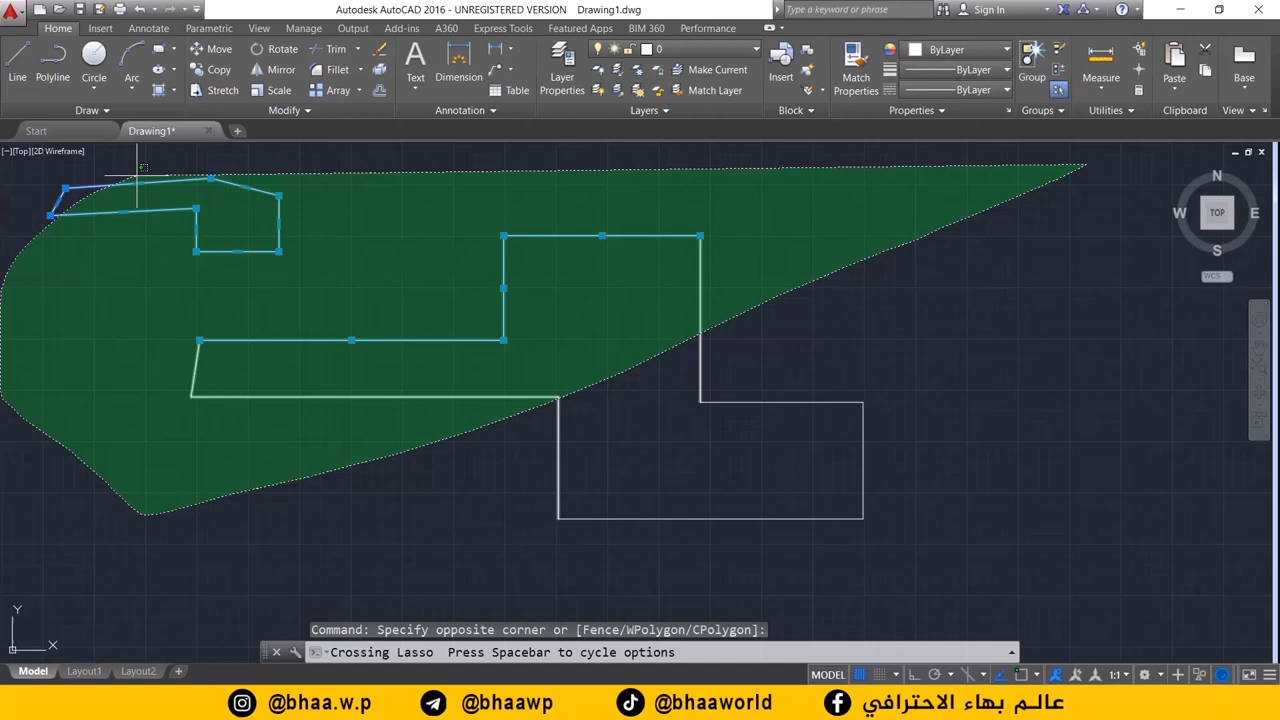 Autodesk AutoCAD 2016 - UNREGISTERED VERSION Drawing1.dwg
Type a keyword or phrase
Sign In
Home Insert Annotate Parametric View Manage Output Add-ins A360 Express Tools Featured Apps BIM 360 Performance
Line Polyline Circle Arc
Move Rotate Trim
Copy Mirror Fillet
Stretch Scale Array
Text Dimension Table
Layer Properties
0
Make Current
Match Layer
Insert
Match Properties
ByLayer
ByLayer
ByLayer
Group
Measure
Paste
Base
Draw Modify Annotation Layers Block Properties Groups Utilities Clipboard View
Start Drawing1*
[–][Top][2D Wireframe]
N
W TOP E
S
WCS
Y
X
Command: Specify opposite corner or [Fence/WPolygon/CPolygon]:
Crossing Lasso Press Spacebar to cycle options
Model Layout1 Layout2
MODEL 1:1
@bhaa.w.p @bhaawp @bhaaworld عالم بهاء الاحترافي